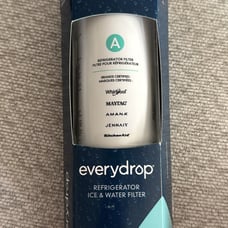 A
REFRIGERATOR FILTER
FILTRE POUR RÉFRIGÉRATEUR
Whirlpool
MAYTAG
AMANA
JENNAIR
KitchenAid
everydrop
REFRIGERATOR
ICE & WATER FILTER